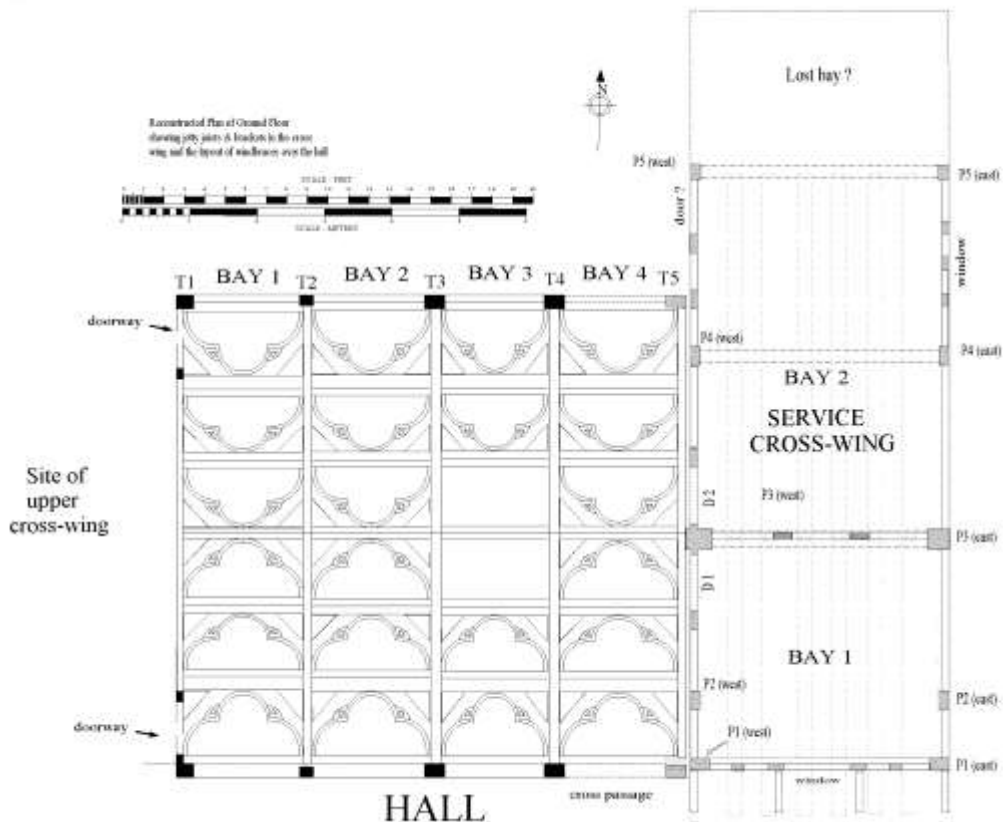 Lost bay ?
N
Reconstructed Plan of Ground Floor
showing jetty joints & brackets in the cross
wing and the layout of windbraces over the hall
SCALE - FEET
SCALE - METRES
P5 (west)
P5 (east)
door ?
window
T1 BAY 1 T2 BAY 2 T3 BAY 3 T4 BAY 4 T5
doorway
P4 (west)
P4 (east)
BAY 2
SERVICE
CROSS-WING
Site of
upper
cross-wing
D 2
P3 (west)
P3 (east)
D 1
BAY 1
P2 (west)
P2 (east)
doorway
P1 (west)
P1 (east)
window
cross passage
HALL